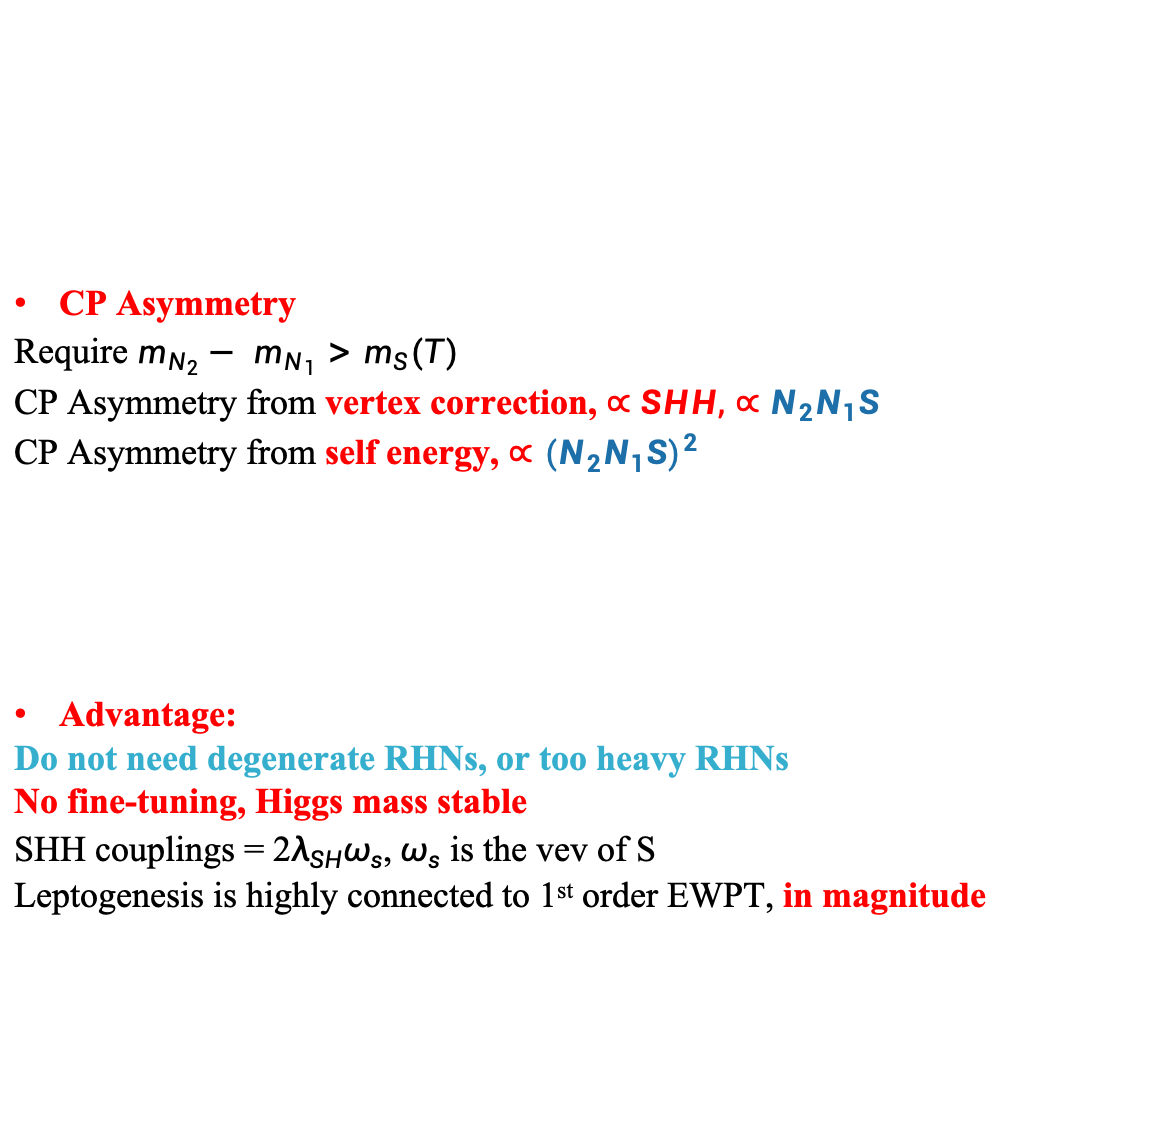 • CP Asymmetry
Require m_{N_2} − m_{N_1} > m_S(T)
CP Asymmetry from vertex correction, ∝ SHH, ∝ N_2N_1S
CP Asymmetry from self energy, ∝ (N_2N_1S)^2
• Advantage:
Do not need degenerate RHNs, or too heavy RHNs
No fine-tuning, Higgs mass stable
SHH couplings = 2λ_{SH}ω_s, ω_s is the vev of S
Leptogenesis is highly connected to 1st order EWPT, in magnitude